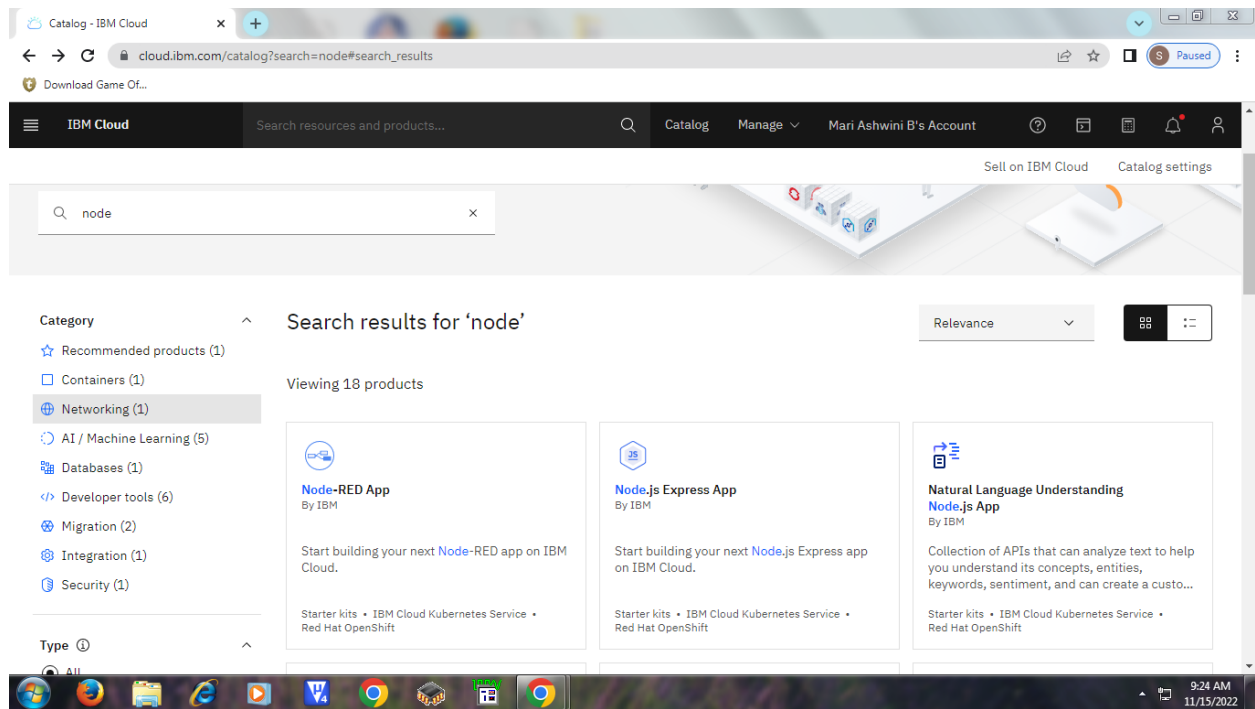 Catalog - IBM Cloud
cloud.ibm.com/catalog?search=node#search_results
S Paused
Download Game Of...
IBM Cloud
Search resources and products...
Catalog
Manage
Mari Ashwini B's Account
Sell on IBM Cloud
Catalog settings
node
Category
Recommended products (1)
Containers (1)
Networking (1)
AI / Machine Learning (5)
Databases (1)
Developer tools (6)
Migration (2)
Integration (1)
Security (1)
Type
All
Search results for ‘node’
Relevance
Viewing 18 products
Node-RED App
By IBM
Start building your next Node-RED app on IBM
Cloud.
Starter kits • IBM Cloud Kubernetes Service •
Red Hat OpenShift
JS
Node.js Express App
By IBM
Start building your next Node.js Express app
on IBM Cloud.
Starter kits • IBM Cloud Kubernetes Service •
Red Hat OpenShift
Natural Language Understanding
Node.js App
By IBM
Collection of APIs that can analyze text to help
you understand its concepts, entities,
keywords, sentiment, and can create a custo...
Starter kits • IBM Cloud Kubernetes Service •
Red Hat OpenShift
9:24 AM
11/15/2022